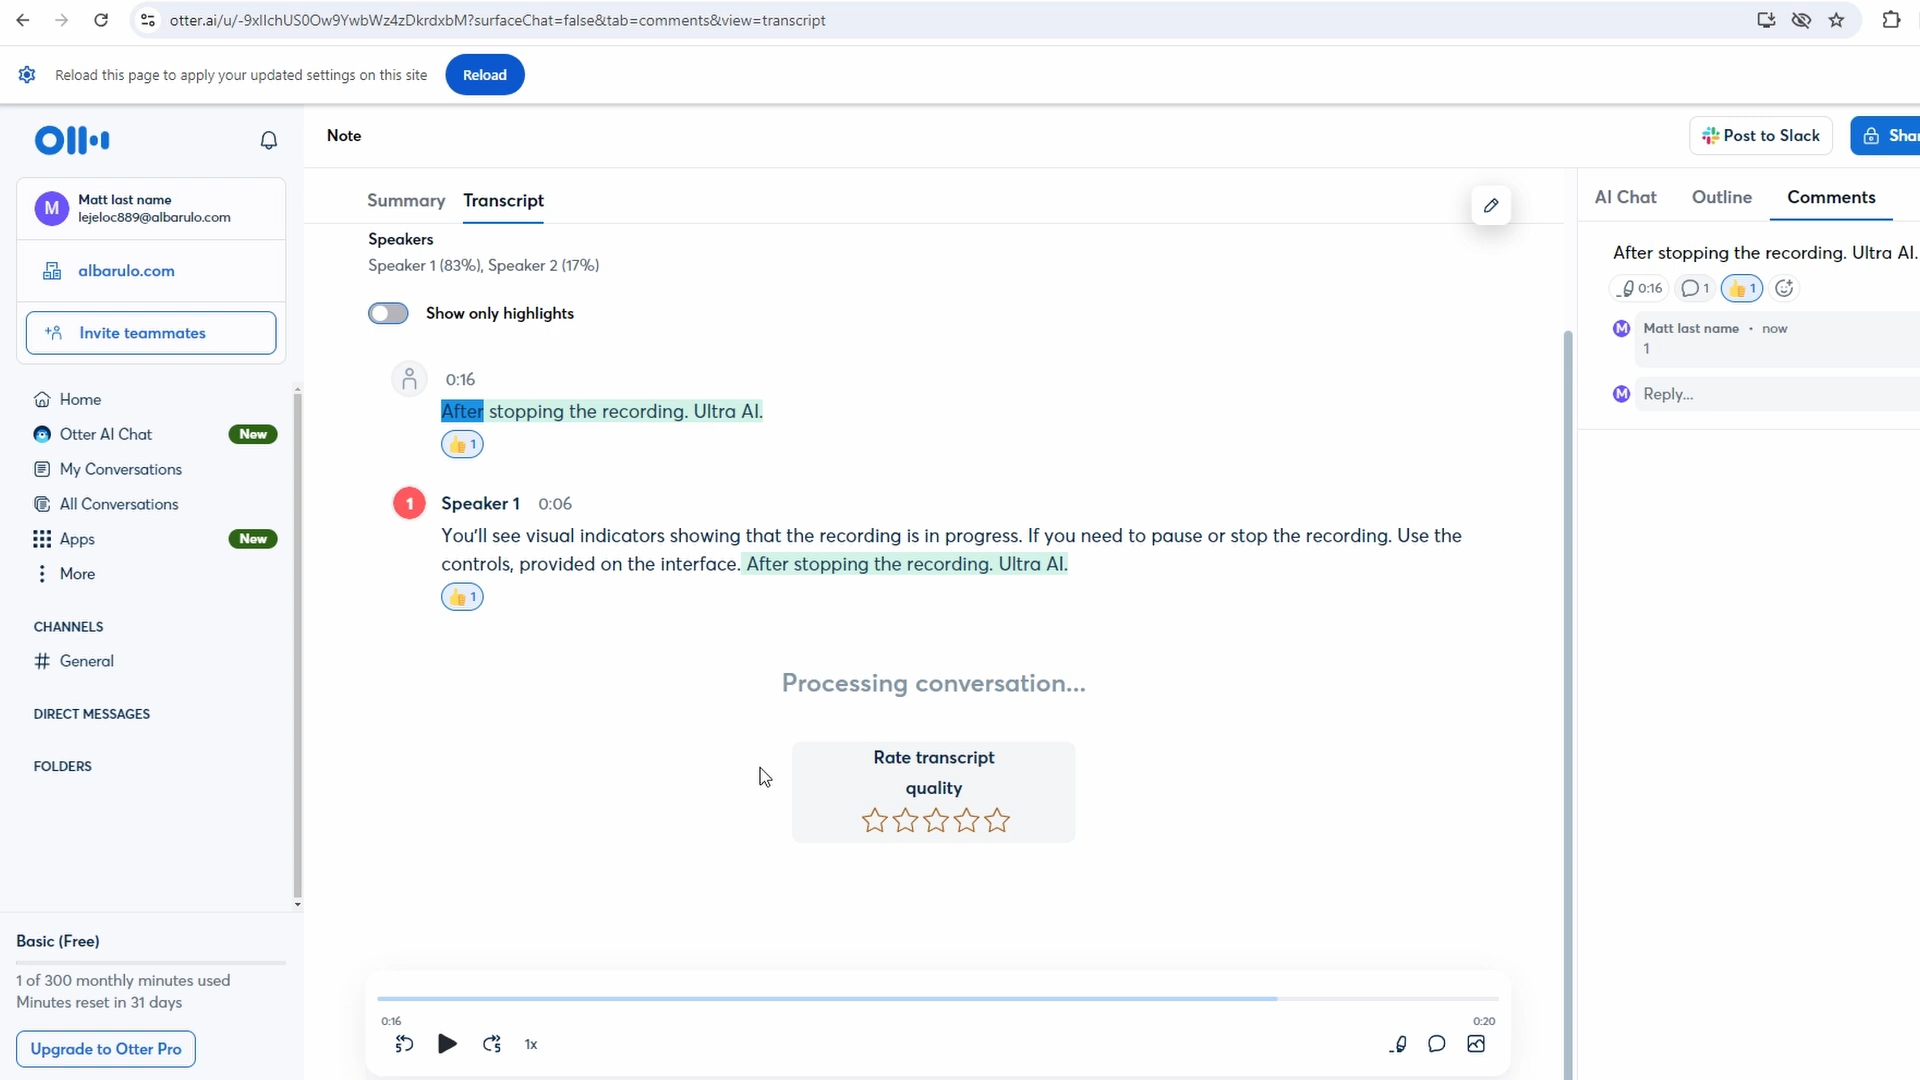 otter.ai/u/-9xlIchUS0Ow9YwbWz4zDkrdxbM?surfaceChat=false&tab=comments&view=transcript
Reload this page to apply your updated settings on this site
Reload
Note
Post to Slack
Shar
M
Matt last name
lejeloc889@albarulo.com
albarulo.com
Invite teammates
Home
Otter AI Chat New
My Conversations
All Conversations
Apps New
More
CHANNELS
# General
DIRECT MESSAGES
FOLDERS
Basic (Free)
1 of 300 monthly minutes used
Minutes reset in 31 days
Upgrade to Otter Pro
Summary Transcript
Speakers
Speaker 1 (83%), Speaker 2 (17%)
Show only highlights
0:16
After stopping the recording. Ultra AI.
1
1 Speaker 1 0:06
You'll see visual indicators showing that the recording is in progress. If you need to pause or stop the recording. Use the
controls, provided on the interface. After stopping the recording. Ultra AI.
1
Processing conversation...
Rate transcript
quality
0:16 0:20
5 5 1x
AI Chat Outline Comments
After stopping the recording. Ultra AI.
0:16 1 1
M Matt last name • now
1
M Reply...